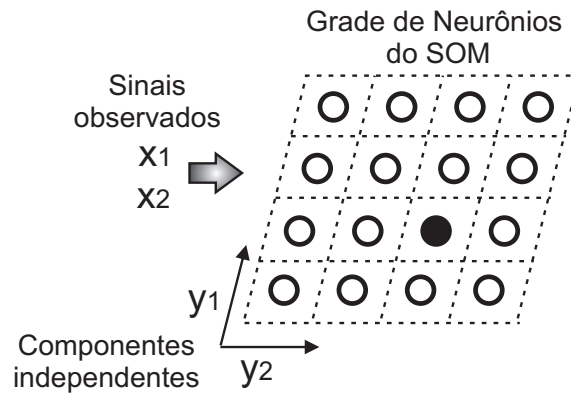 Grade de Neurônios
do SOM
Sinais
observados
x1
x2
y1
y2
Componentes
independentes